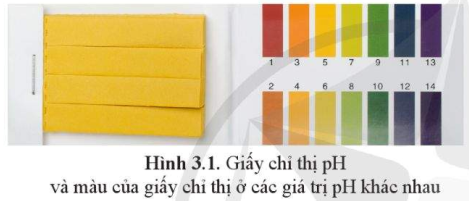 1 3 5 7 9 11 13
2 4 6 8 10 12 14
Hình 3.1. Giấy chỉ thị pH
và màu của giấy chỉ thị ở các giá trị pH khác nhau